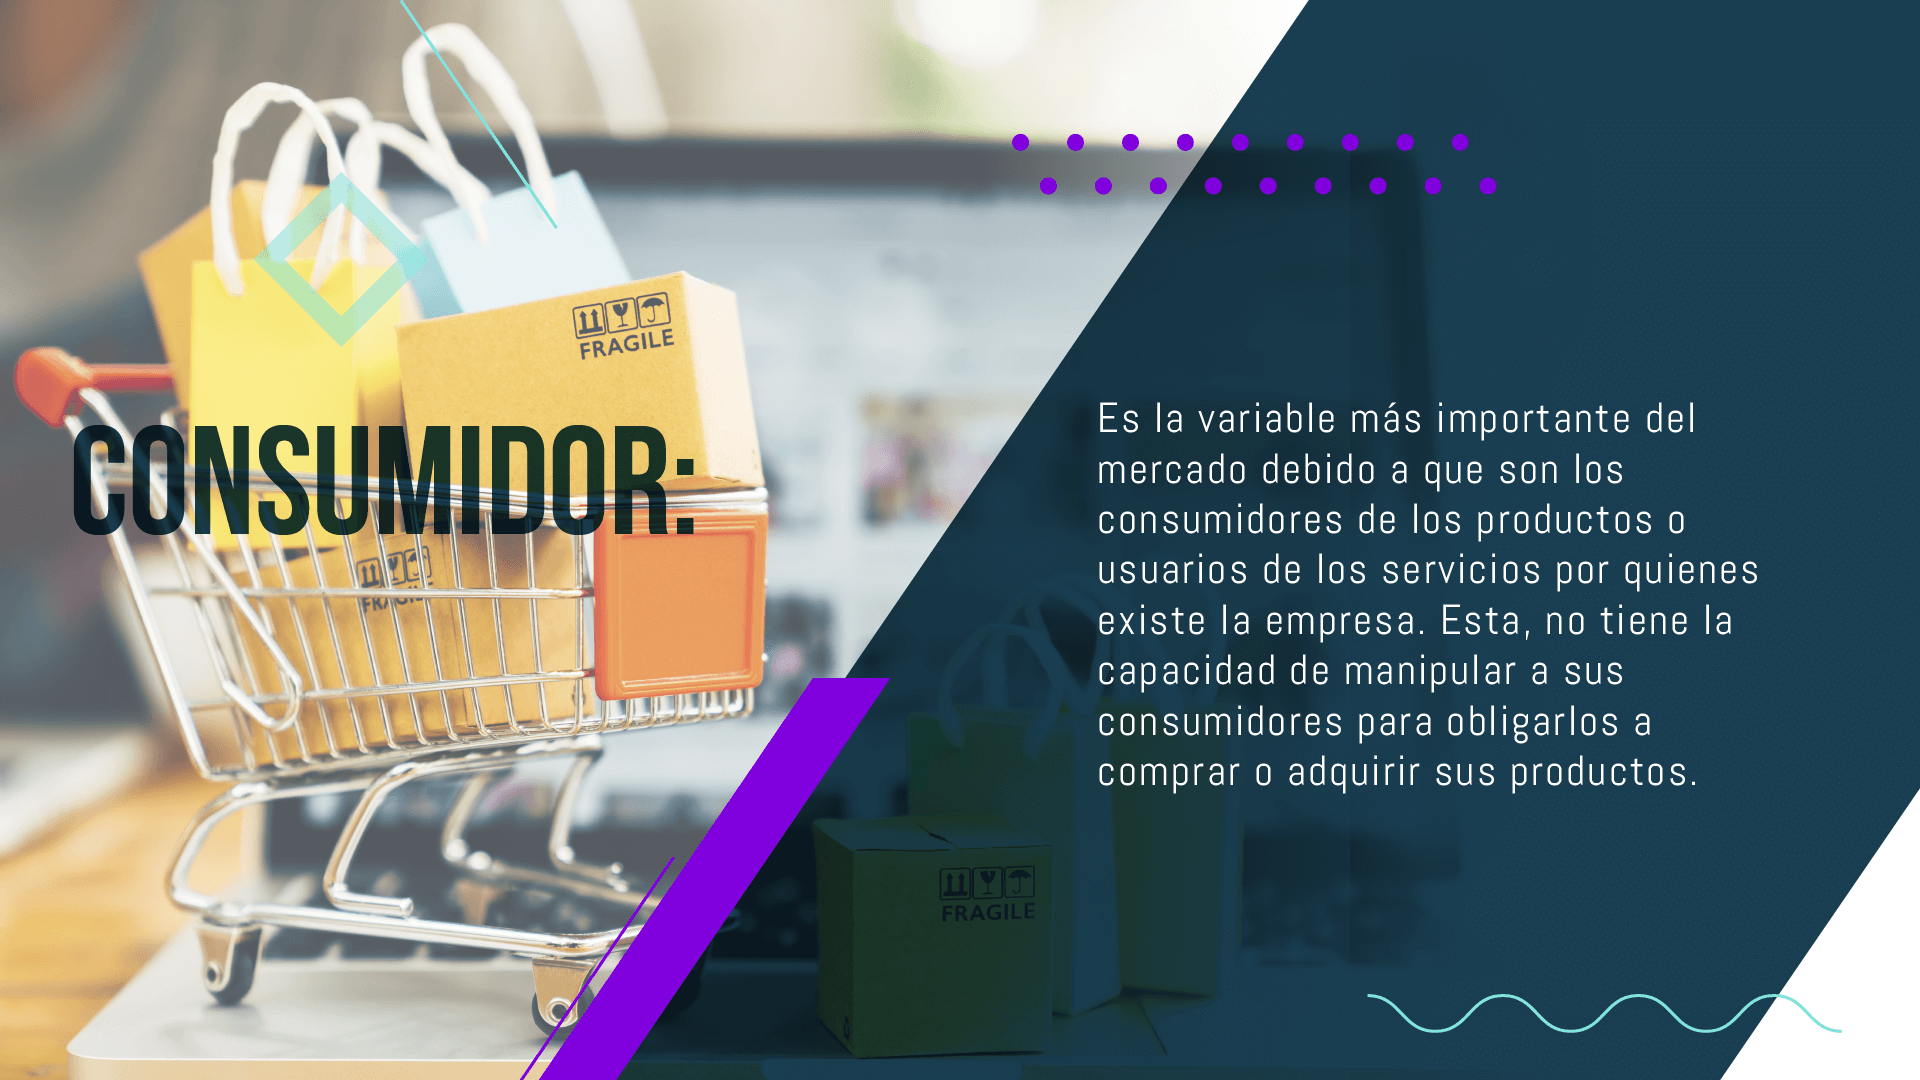 FRAGILE
CONSUMIDOR:
FRAGILE
Es la variable más importante del
mercado debido a que son los
consumidores de los productos o
usuarios de los servicios por quienes
existe la empresa. Esta, no tiene la
capacidad de manipular a sus
consumidores para obligarlos a
comprar o adquirir sus productos.
FRAGILE